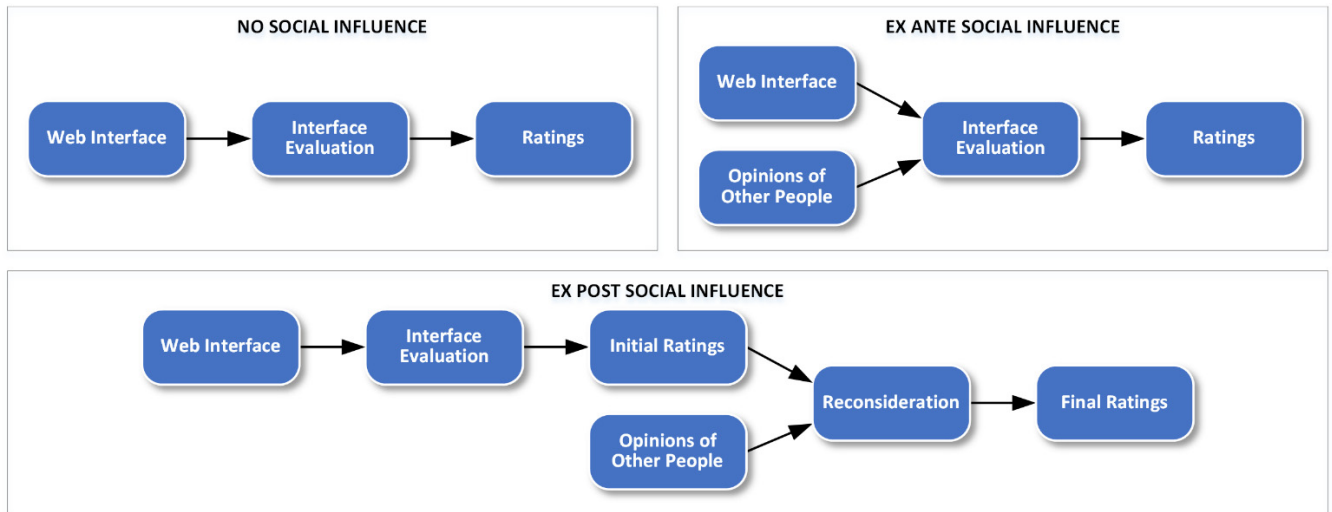 NO SOCIAL INFLUENCE
Web Interface
Interface
Evaluation
Ratings
EX ANTE SOCIAL INFLUENCE
Web Interface
Opinions of
Other People
Interface
Evaluation
Ratings
EX POST SOCIAL INFLUENCE
Web Interface
Interface
Evaluation
Initial Ratings
Opinions of
Other People
Reconsideration
Final Ratings